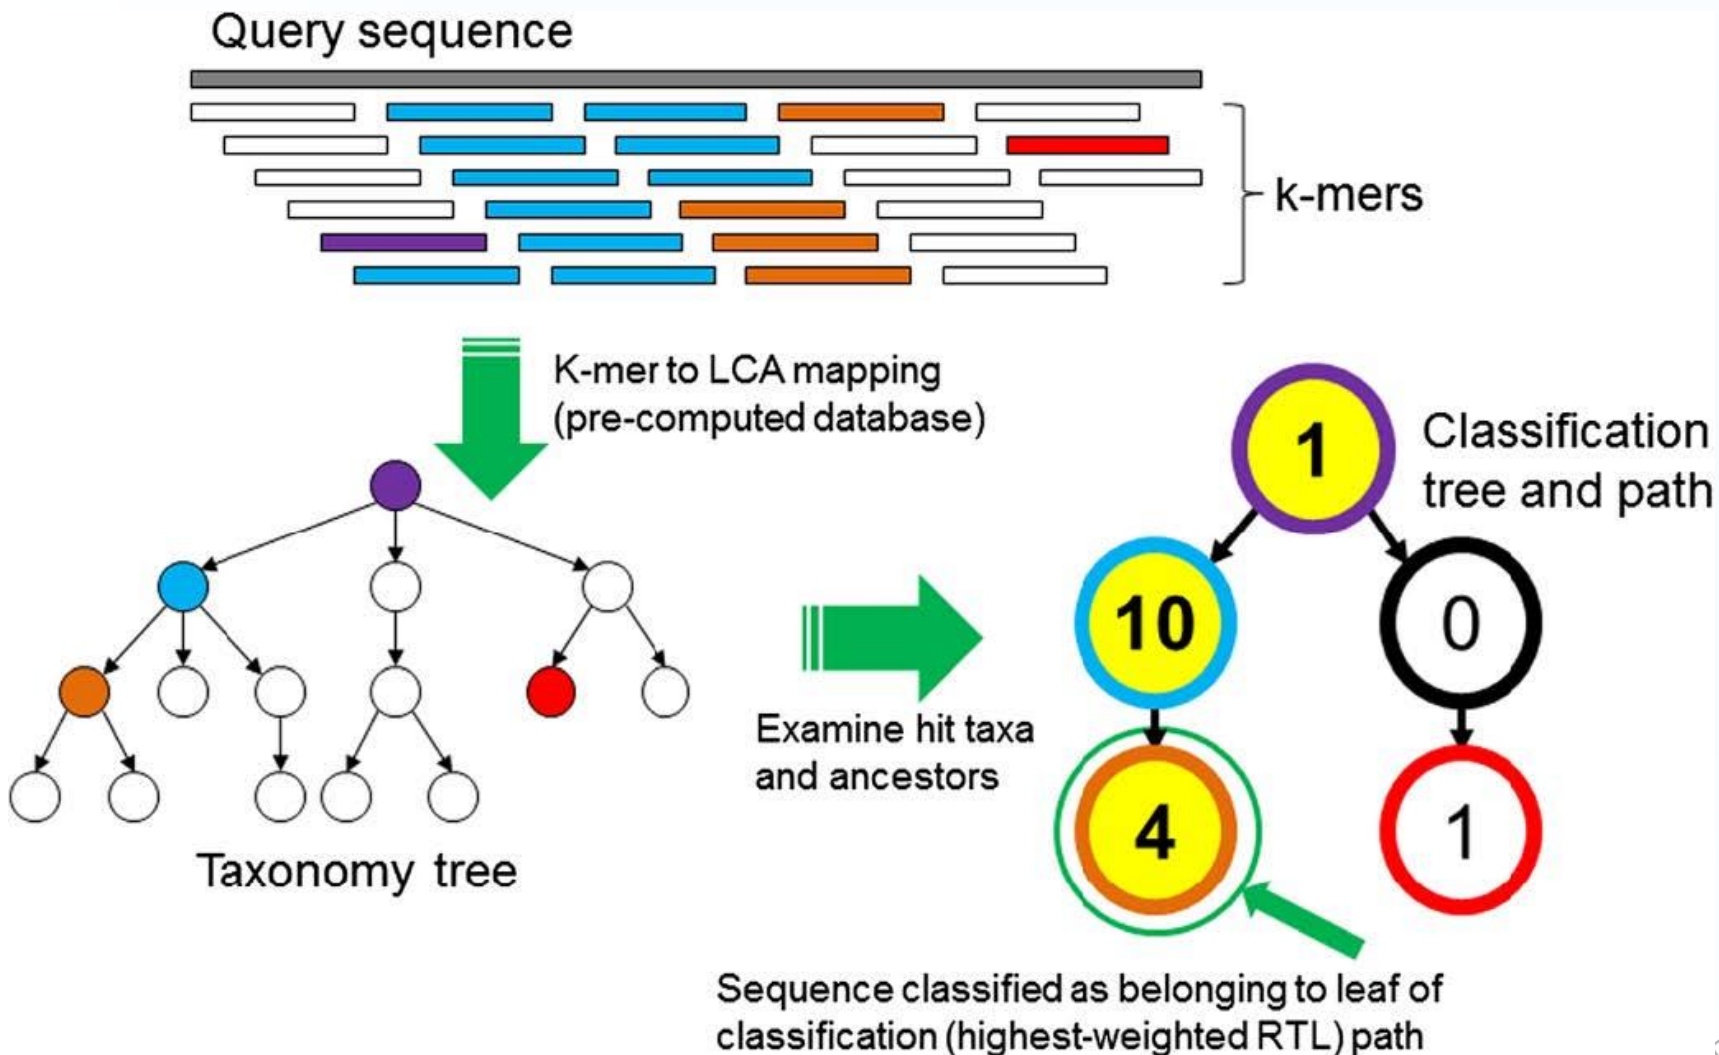 Query sequence
k-mers
K-mer to LCA mapping
(pre-computed database)
Classification
tree and path
1
10
0
4
1
Examine hit taxa
and ancestors
Taxonomy tree
Sequence classified as belonging to leaf of
classification (highest-weighted RTL) path